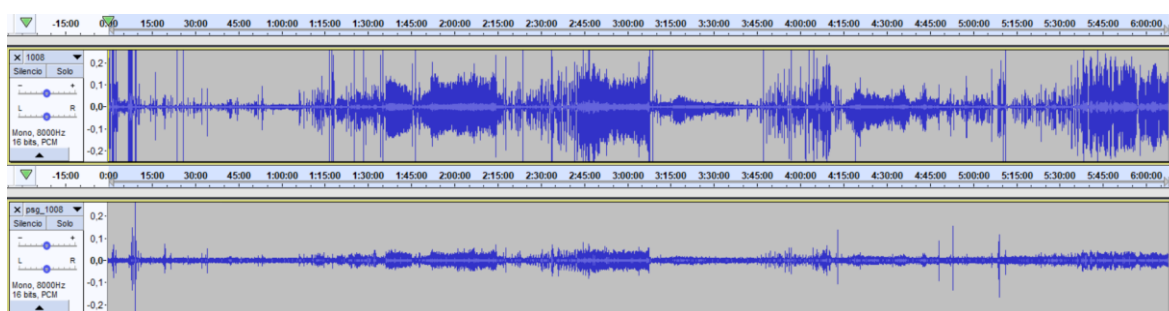 -15:00 0:00 15:00 30:00 45:00 1:00:00 1:15:00 1:30:00 1:45:00 2:00:00 2:15:00 2:30:00 2:45:00 3:00:00 3:15:00 3:30:00 3:45:00 4:00:00 4:15:00 4:30:00 4:45:00 5:00:00 5:15:00 5:30:00 5:45:00 6:00:00
× 1008 0,2
Silencio Solo
- + 0,1
L R 0,0
Mono, 8000Hz -0,1
16 bits, PCM
-0,2
-15:00 0:00 15:00 30:00 45:00 1:00:00 1:15:00 1:30:00 1:45:00 2:00:00 2:15:00 2:30:00 2:45:00 3:00:00 3:15:00 3:30:00 3:45:00 4:00:00 4:15:00 4:30:00 4:45:00 5:00:00 5:15:00 5:30:00 5:45:00 6:00:00
× psg_1008 0,2
Silencio Solo
- + 0,1
L R 0,0
Mono, 8000Hz -0,1
16 bits, PCM
-0,2